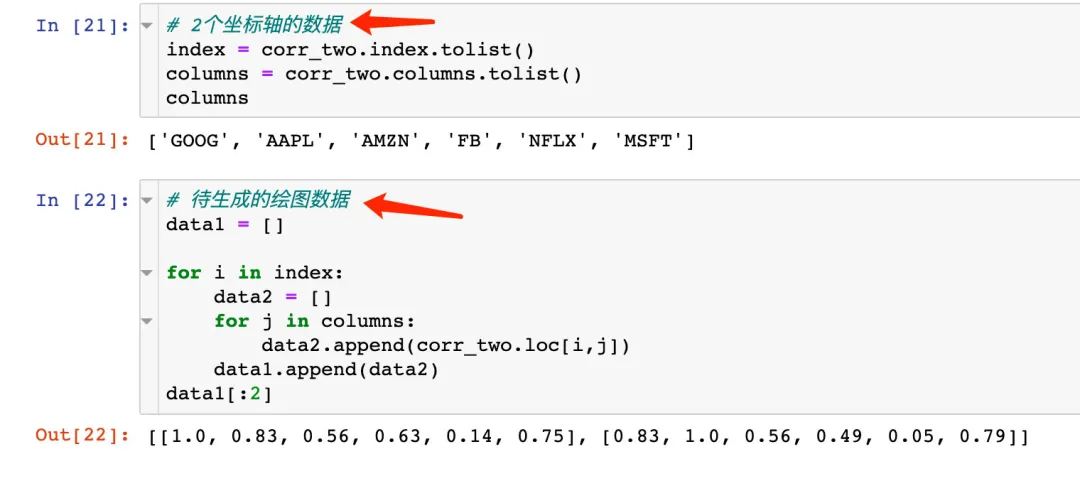 In [21]:
# 2个坐标轴的数据
index = corr_two.index.tolist()
columns = corr_two.columns.tolist()
columns
Out[21]: ['GOOG', 'AAPL', 'AMZN', 'FB', 'NFLX', 'MSFT']
In [22]:
# 待生成的绘图数据
data1 = []
for i in index:
    data2 = []
    for j in columns:
        data2.append(corr_two.loc[i,j])
    data1.append(data2)
data1[:2]
Out[22]: [[1.0, 0.83, 0.56, 0.63, 0.14, 0.75], [0.83, 1.0, 0.56, 0.49, 0.05, 0.79]]